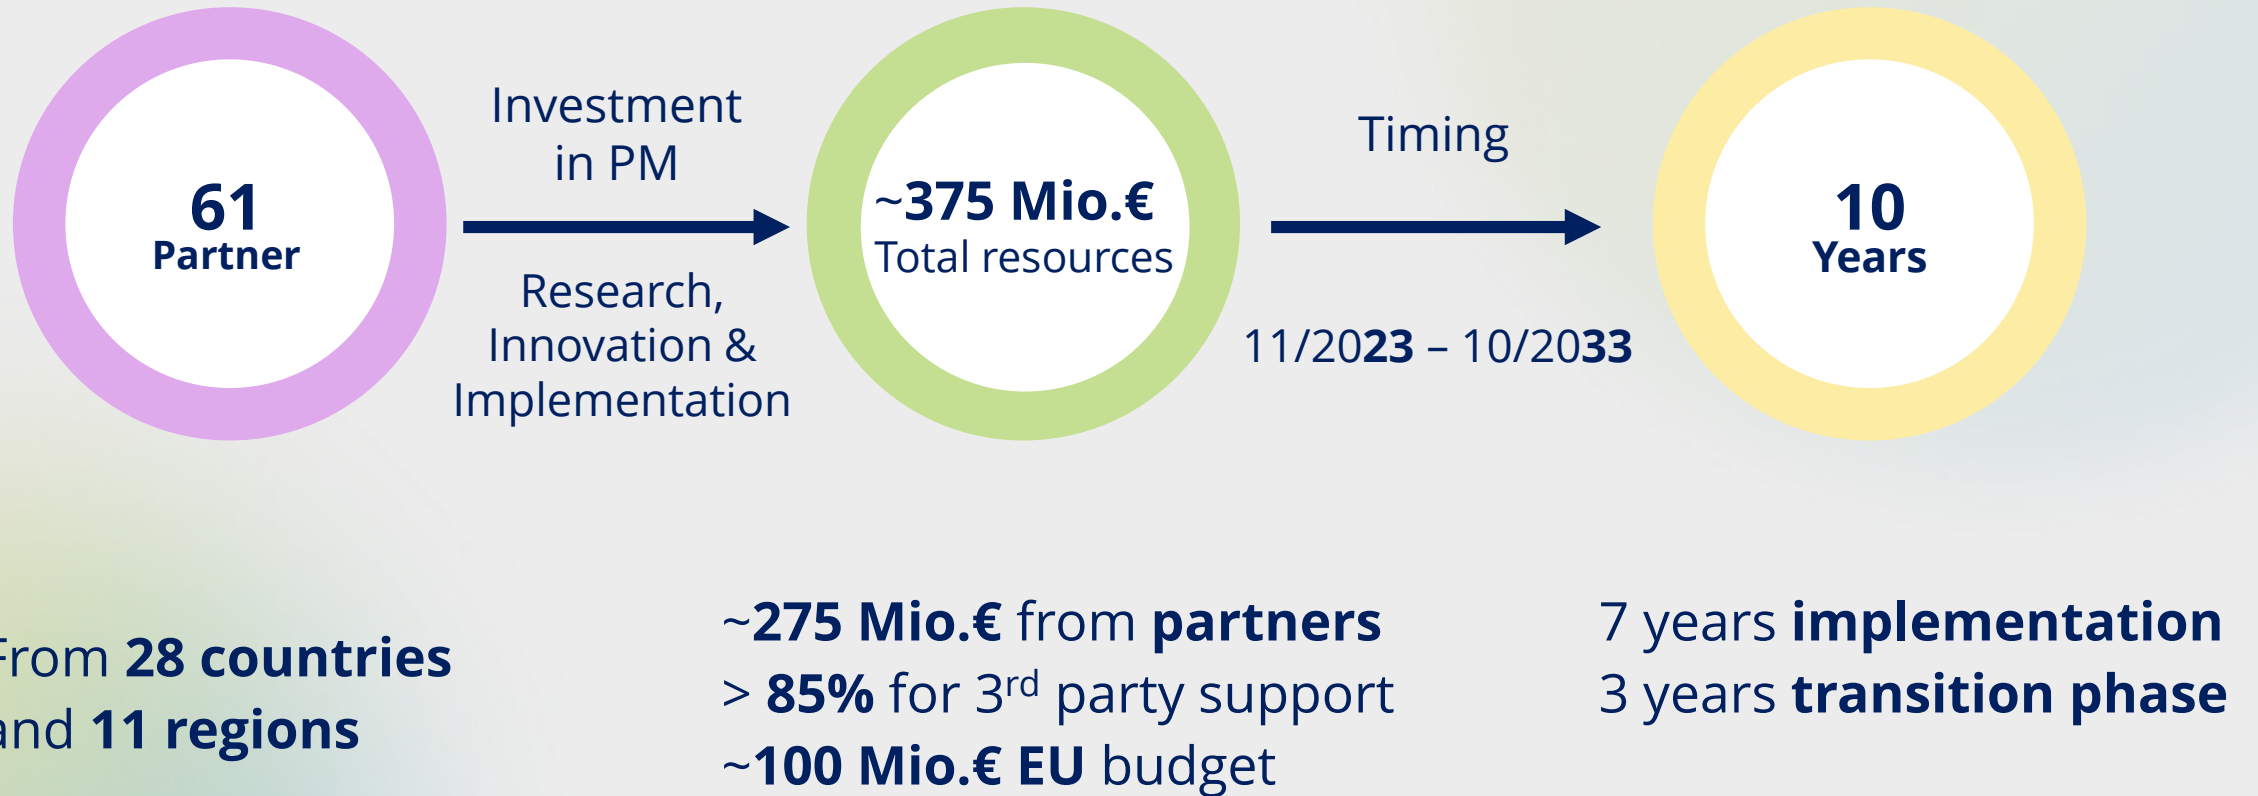 61
Partner
Investment
in PM
Research,
Innovation &
Implementation
~375 Mio.€
Total resources
Timing
11/2023 – 10/2033
10
Years
From 28 countries
and 11 regions
~275 Mio.€ from partners
> 85% for 3rd party support
~100 Mio.€ EU budget
7 years implementation
3 years transition phase